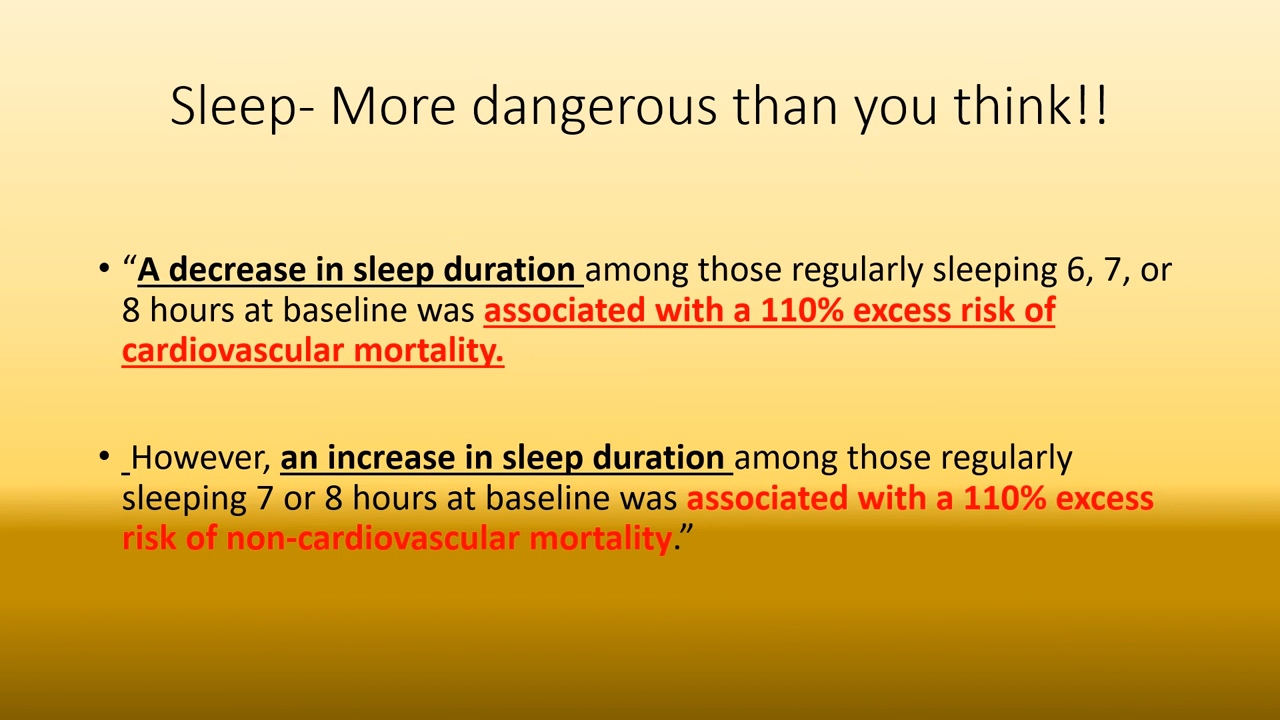 Sleep- More dangerous than you think!!
• “A decrease in sleep duration among those regularly sleeping 6, 7, or
8 hours at baseline was associated with a 110% excess risk of
cardiovascular mortality.
• However, an increase in sleep duration among those regularly
sleeping 7 or 8 hours at baseline was associated with a 110% excess
risk of non-cardiovascular mortality.”